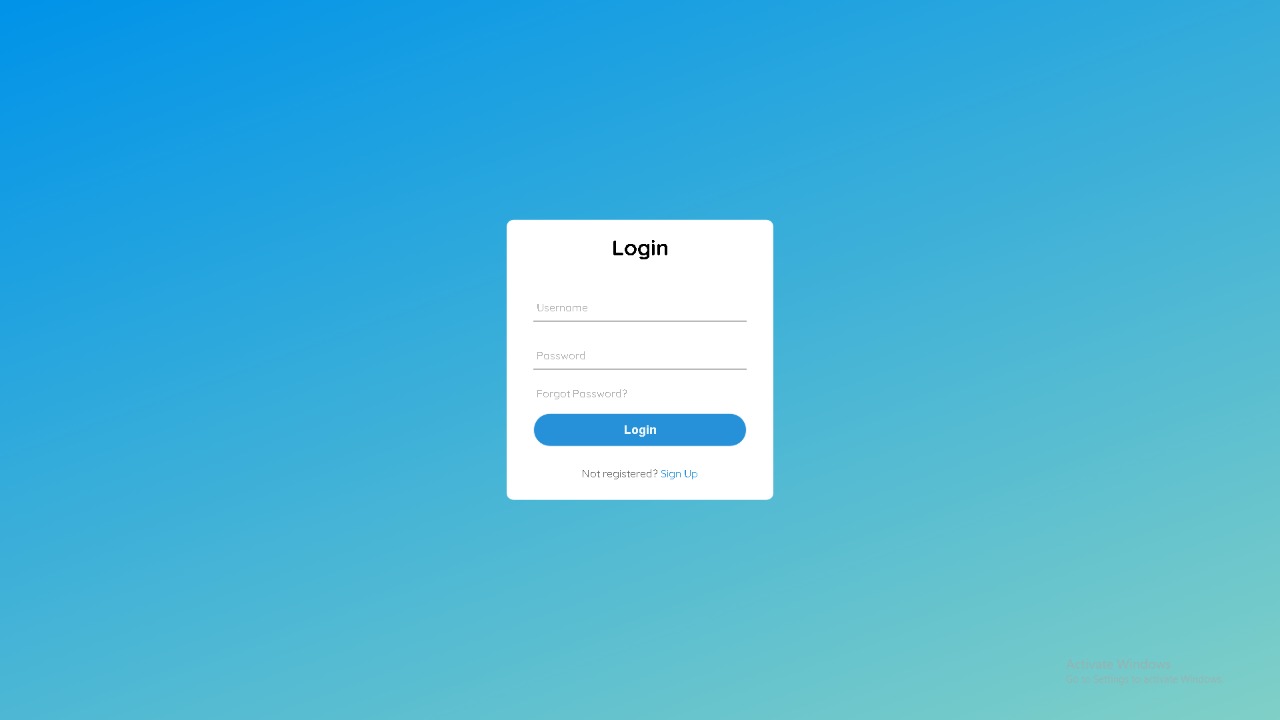 Login
Username
Password
Forgot Password?
Login
Not registered? Sign Up
Activate Windows
Go to Settings to activate Windows.